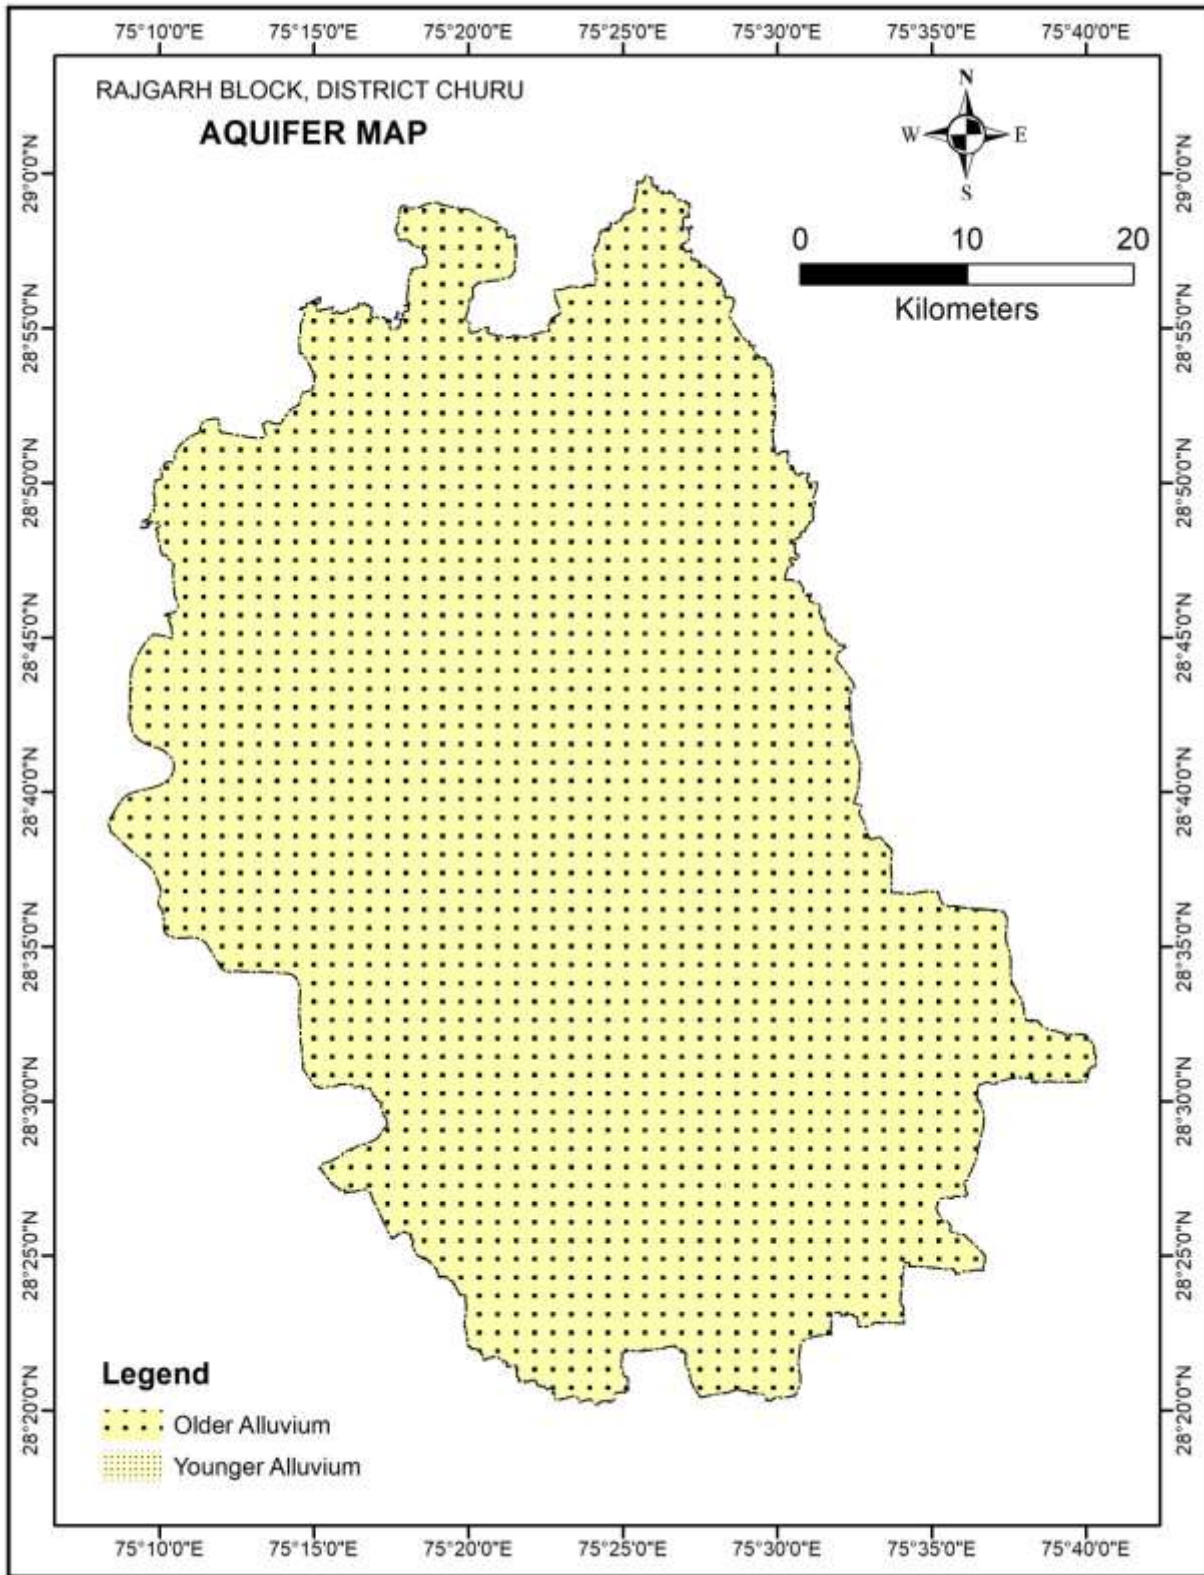 75°10'0"E 75°15'0"E 75°20'0"E 75°25'0"E 75°30'0"E 75°35'0"E 75°40'0"E
RAJGARH BLOCK, DISTRICT CHURU
AQUIFER MAP
N
W E
S
0 10 20
Kilometers
29°0'0"N 29°0'0"N
28°55'0"N 28°55'0"N
28°50'0"N 28°50'0"N
28°45'0"N 28°45'0"N
28°40'0"N 28°40'0"N
28°35'0"N 28°35'0"N
28°30'0"N 28°30'0"N
28°25'0"N 28°25'0"N
28°20'0"N 28°20'0"N
Legend
Older Alluvium
Younger Alluvium
75°10'0"E 75°15'0"E 75°20'0"E 75°25'0"E 75°30'0"E 75°35'0"E 75°40'0"E